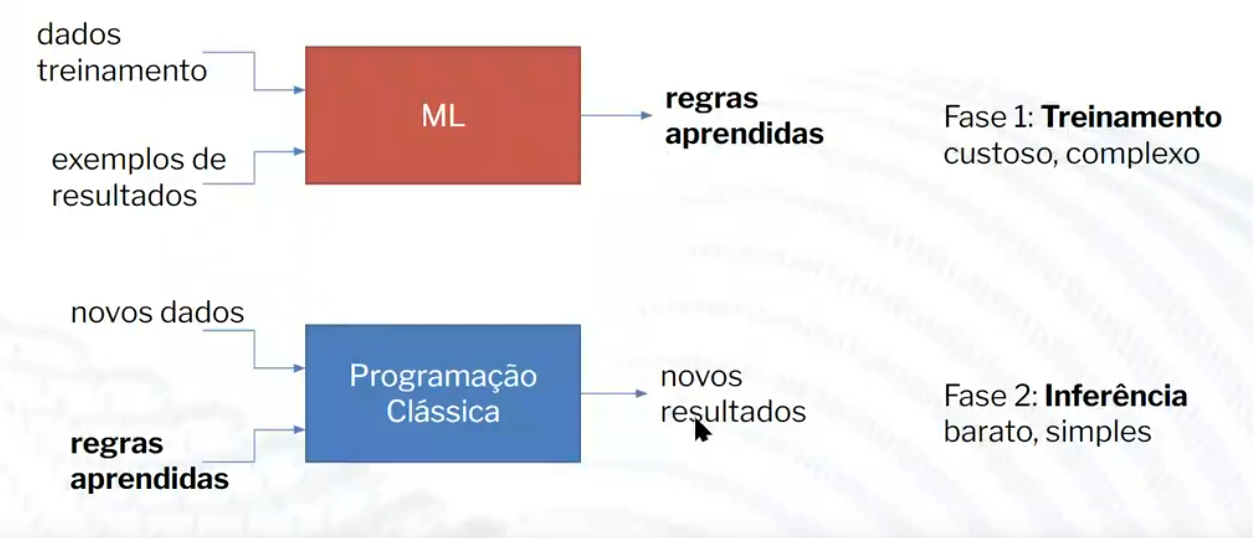 dados
treinamento
ML
regras
aprendidas
Fase 1: Treinamento
custoso, complexo
exemplos de
resultados
novos dados
Programação
Clássica
novos
resultados
Fase 2: Inferência
barato, simples
regras
aprendidas